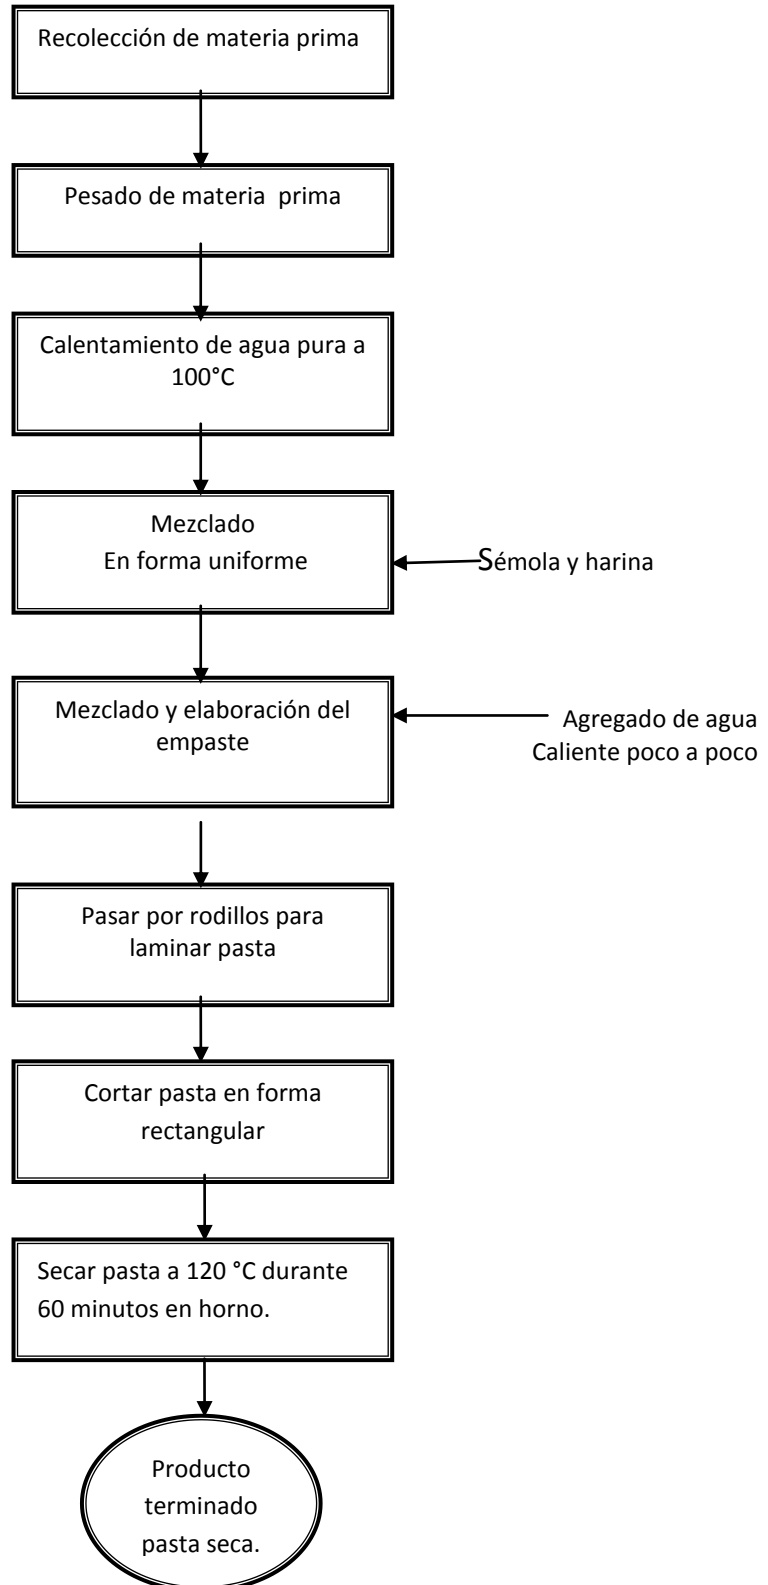 Recolección de materia prima
Pesado de materia prima
Calentamiento de agua pura a
100°C
Mezclado
En forma uniforme
Sémola y harina
Mezclado y elaboración del
empaste
Agregado de agua
Caliente poco a poco
Pasar por rodillos para
laminar pasta
Cortar pasta en forma
rectangular
Secar pasta a 120 °C durante
60 minutos en horno.
Producto
terminado
pasta seca.